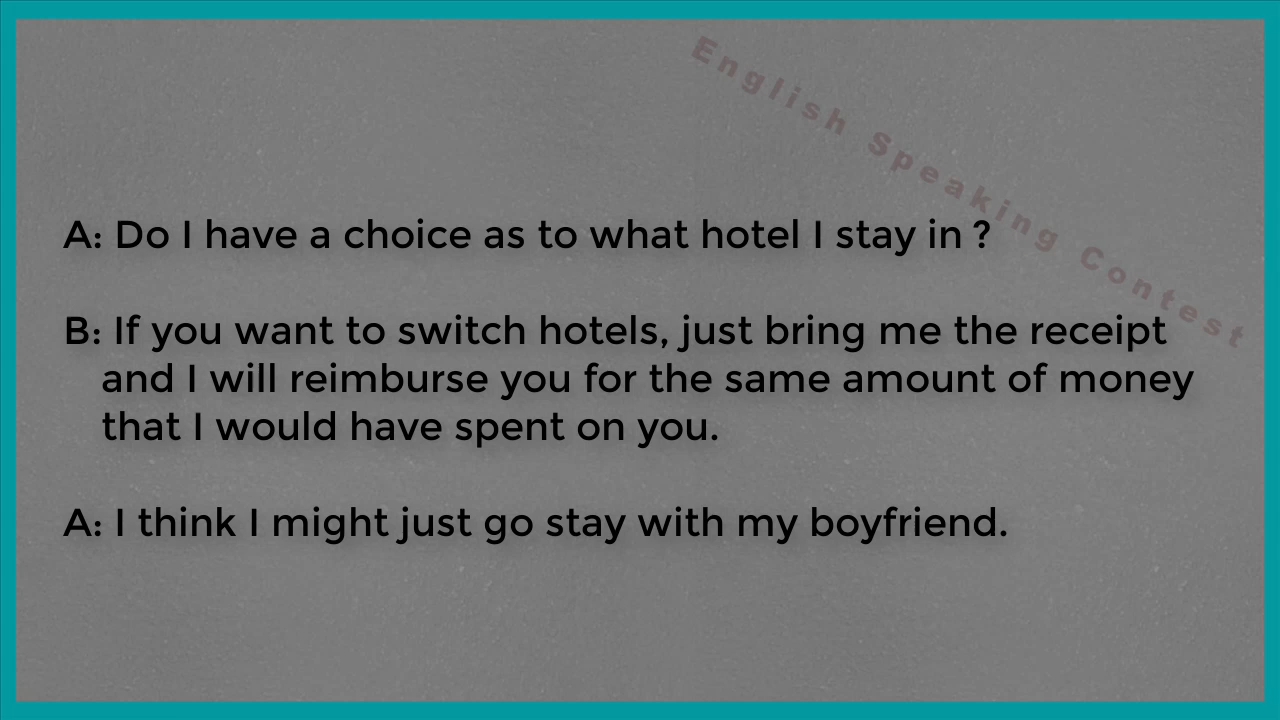 English Speaking Contest
A: Do I have a choice as to what hotel I stay in ?
B: If you want to switch hotels, just bring me the receipt
and I will reimburse you for the same amount of money
that I would have spent on you.
A: I think I might just go stay with my boyfriend.